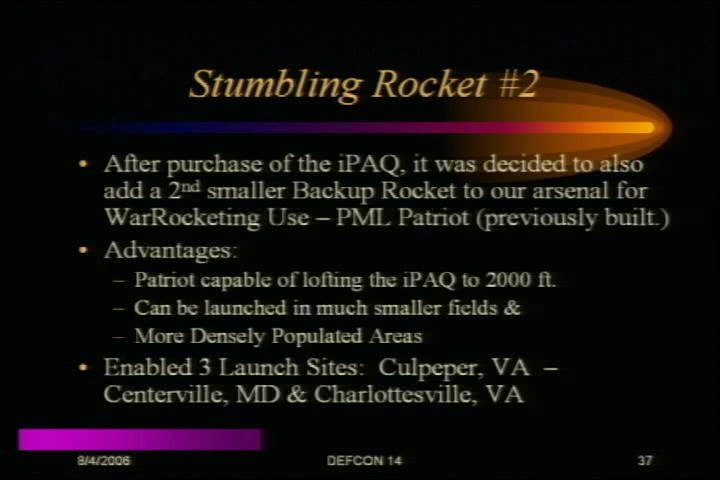 Stumbling Rocket #2
• After purchase of the iPAQ, it was decided to also
add a 2nd smaller Backup Rocket to our arsenal for
WarRocketing Use – PML Patriot (previously built.)
• Advantages:
– Patriot capable of lofting the iPAQ to 2000 ft.
– Can be launched in much smaller fields &
– More Densely Populated Areas
• Enabled 3 Launch Sites: Culpeper, VA –
Centerville, MD & Charlottesville, VA
8/4/2006 DEFCON 14 37